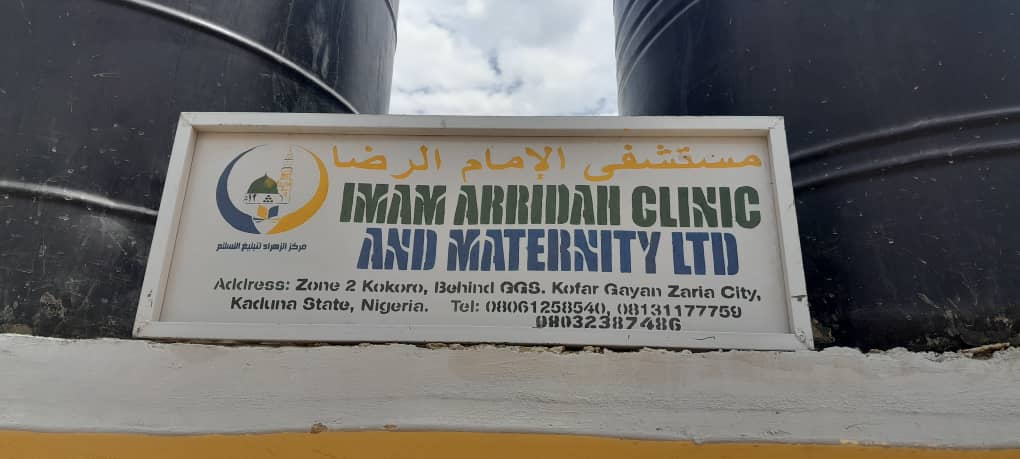 مستشفى الإمام الرضا
IMAM ARRIDAH CLINIC
AND MATERNITY LTD
مركز الزهراء لتبليغ
Address: Zone 2 Kokoro, Behind GGS. Kofar Gayan Zaria City,
Kaduna State, Nigeria. Tel: 08061258540, 08131177759
08032387486